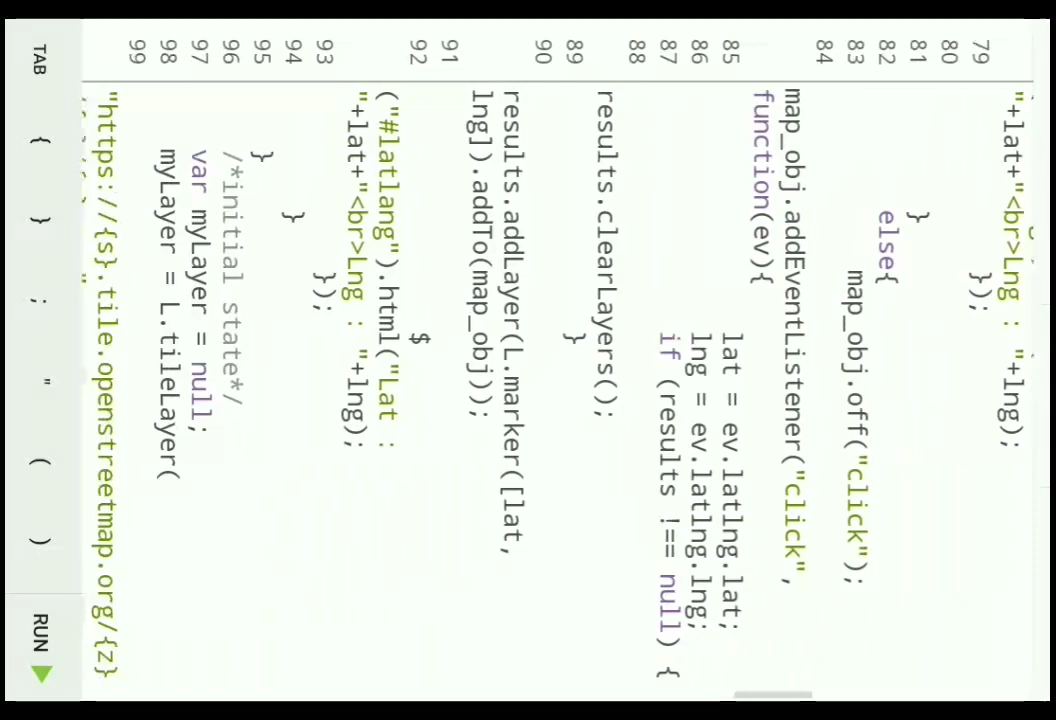 "+lat+"<br>Lng : "+lng);
79 });
80
81 }
82 else{
83 map_obj.off("click");
84
map_obj.addEventListener("click",
function(ev){
85 lat = ev.latlng.lat;
86 lng = ev.latlng.lng;
87 if (results !== null) {
88
results.clearLayers();
89 }
90
results.addLayer(L.marker([lat,
lng]).addTo(map_obj));
91
92 $
("#latlang").html("Lat :
"+lat+"<br>Lng : "+lng);
93 });
94 }
95 }
96 /*initial state*/
97 var myLayer = null;
98 myLayer = L.tileLayer(
99
"https://{s}.tile.openstreetmap.org/{z}
TAB { } ; " ( ) RUN